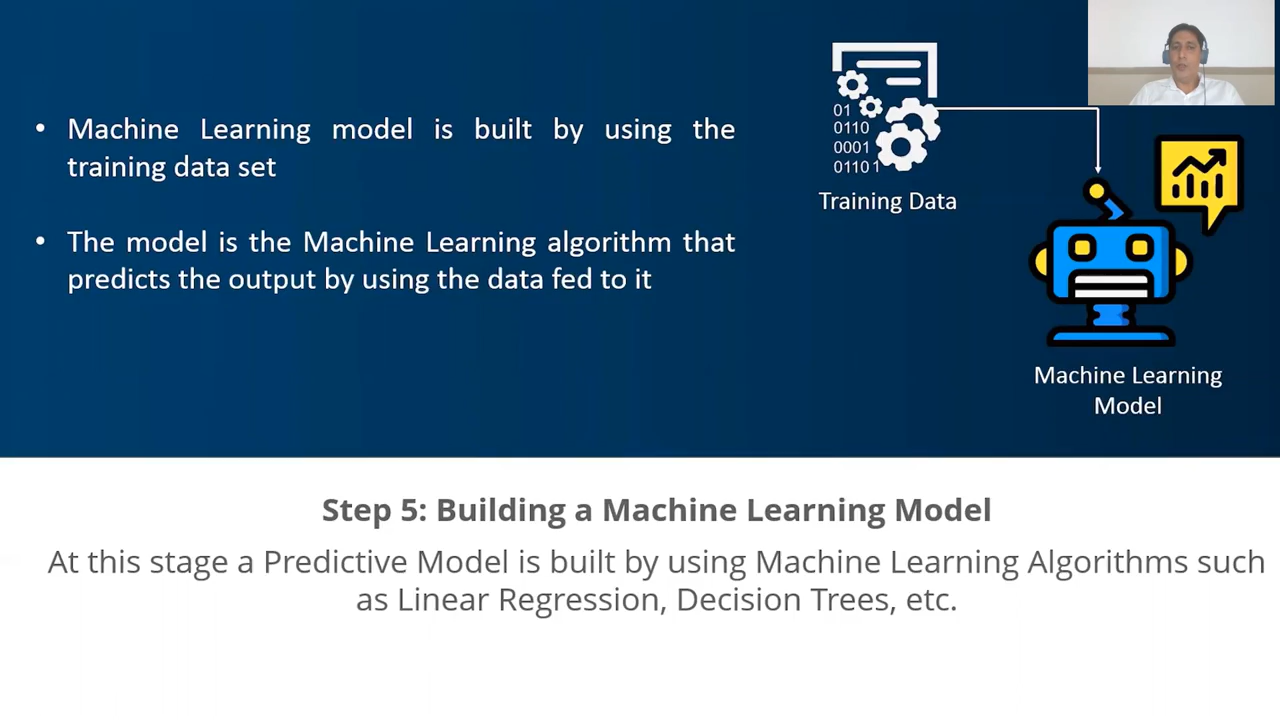 • Machine Learning model is built by using the
training data set
• The model is the Machine Learning algorithm that
predicts the output by using the data fed to it
01
0110
0001
01101
Training Data
Machine Learning
Model
Step 5: Building a Machine Learning Model
At this stage a Predictive Model is built by using Machine Learning Algorithms such
as Linear Regression, Decision Trees, etc.